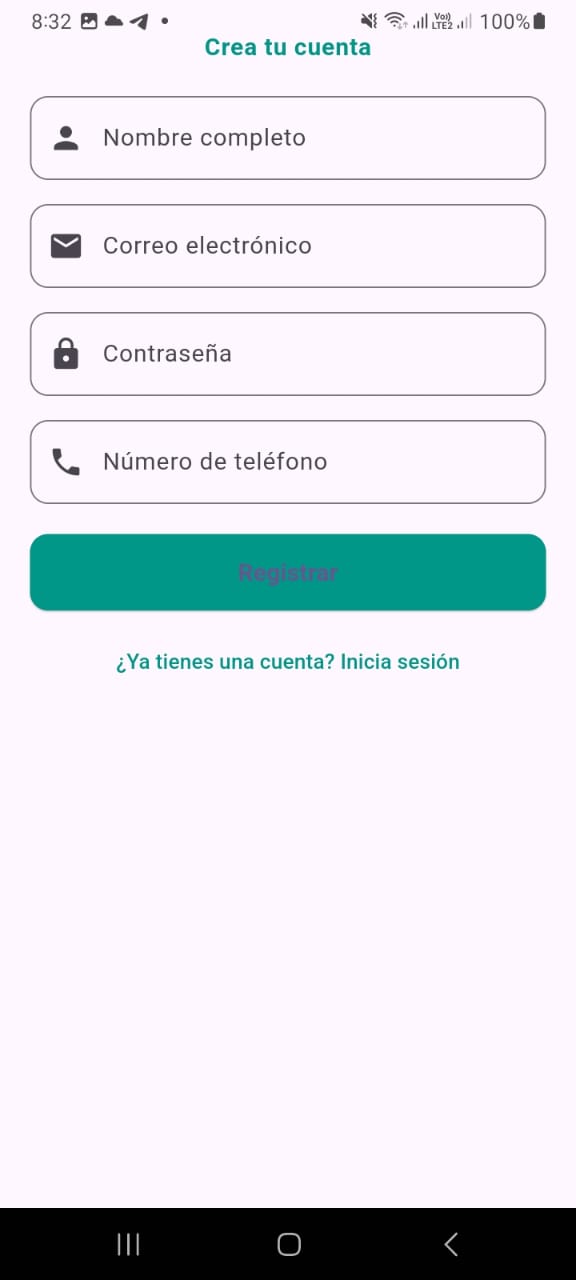 8:32
Vo)) LTE2
100%
Crea tu cuenta
Nombre completo
Correo electrónico
Contraseña
Número de teléfono
Registrar
¿Ya tienes una cuenta? Inicia sesión